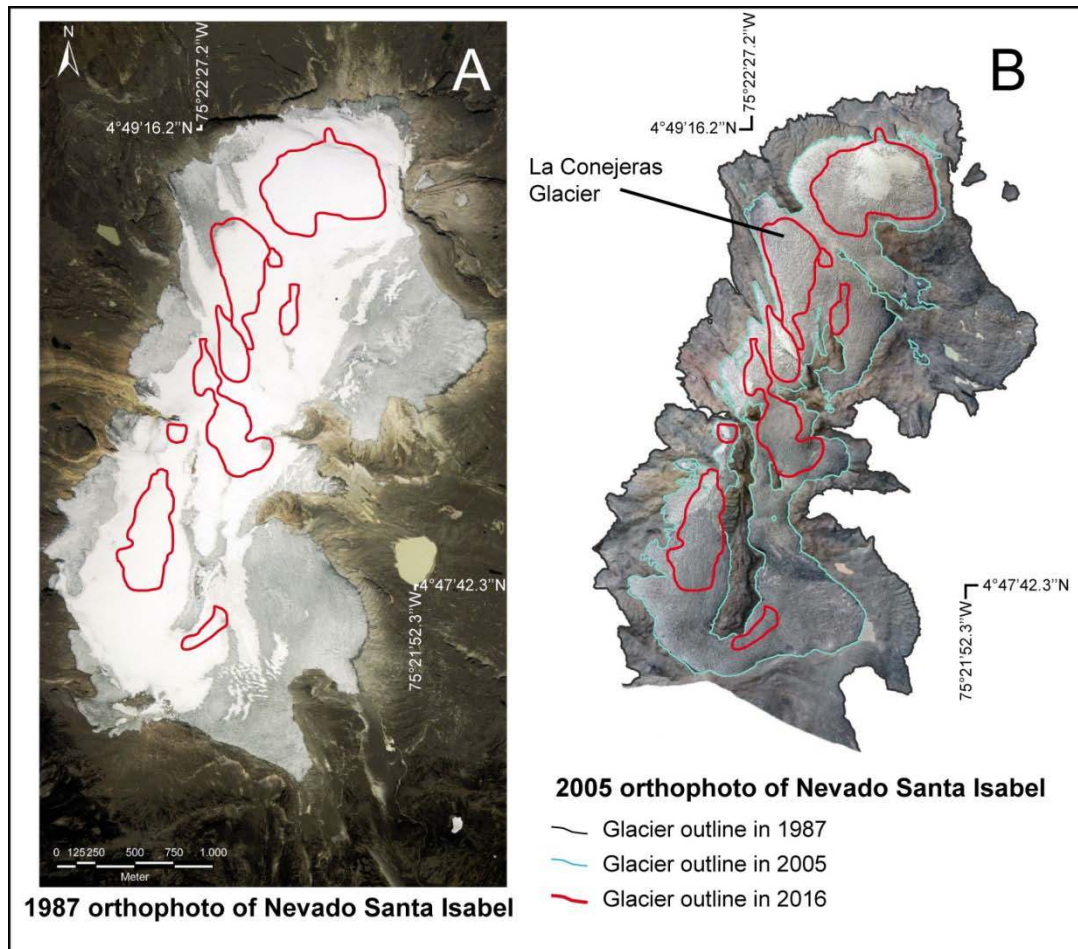 N
A
75°22'27.2''W
4°49'16.2''N
4°47'42.3''N
75°21'52.3''W
0 125250 500 750 1.000
Meter
1987 orthophoto of Nevado Santa Isabel
B
75°22'27.2''W
4°49'16.2''N
La Conejeras
Glacier
4°47'42.3''N
75°21'52.3''W
2005 orthophoto of Nevado Santa Isabel
Glacier outline in 1987
Glacier outline in 2005
Glacier outline in 2016